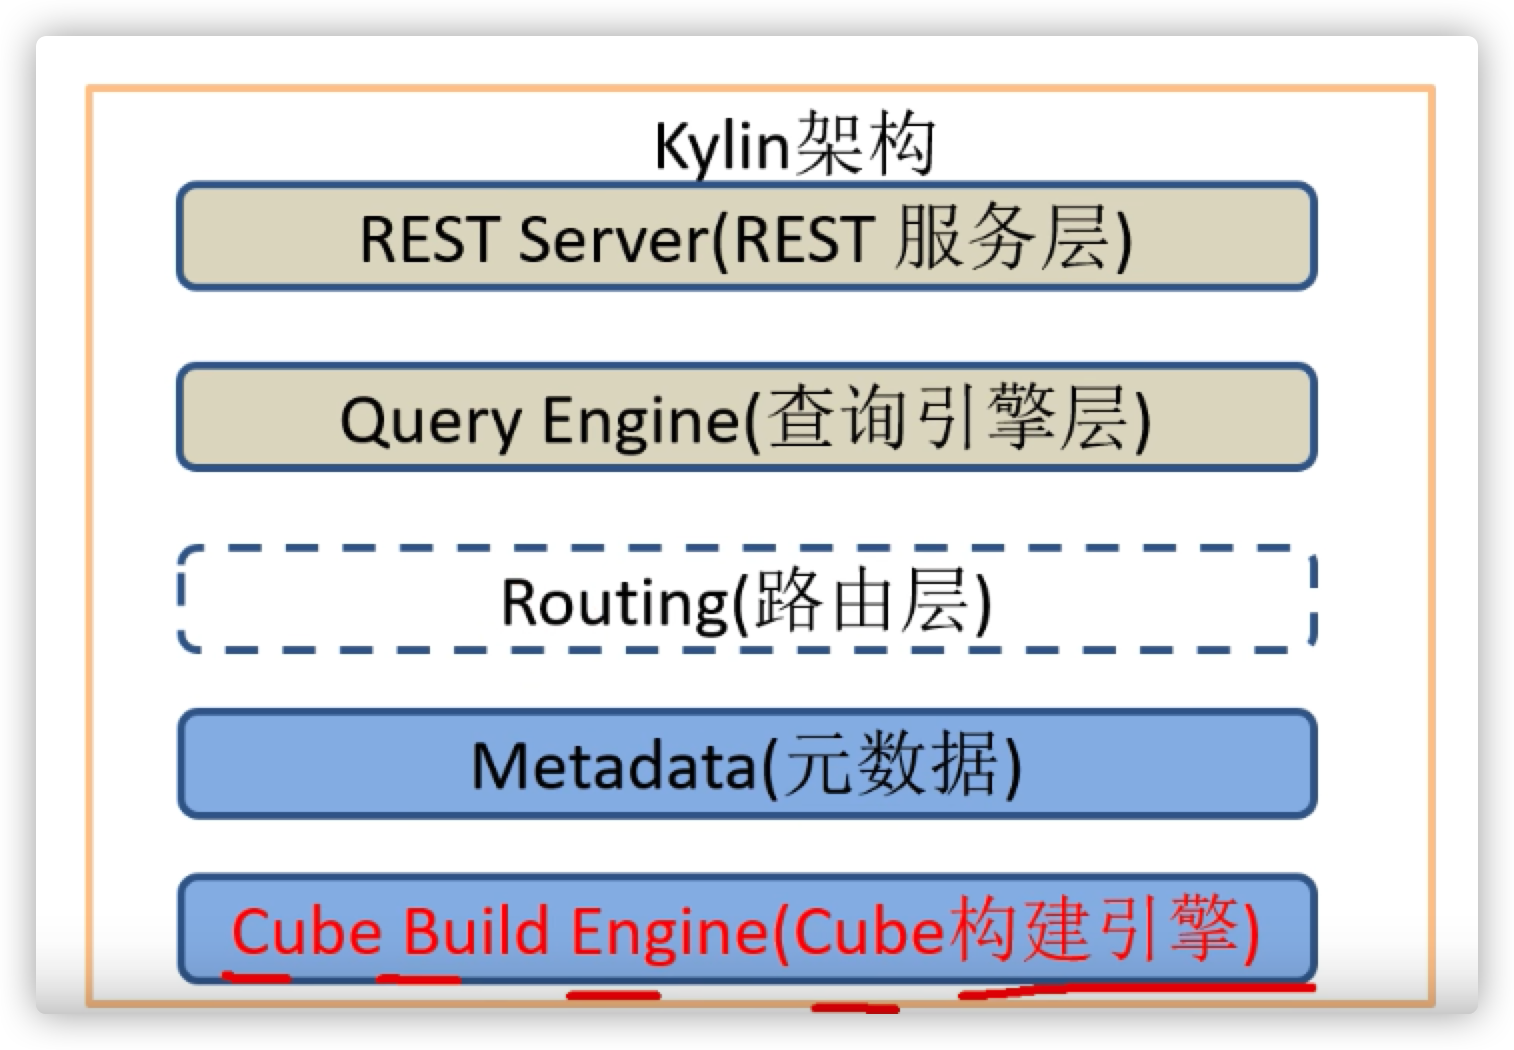 Kylin架构
REST Server(REST 服务层)
Query Engine(查询引擎层)
Routing(路由层)
Metadata(元数据)
Cube Build Engine(Cube构建引擎)